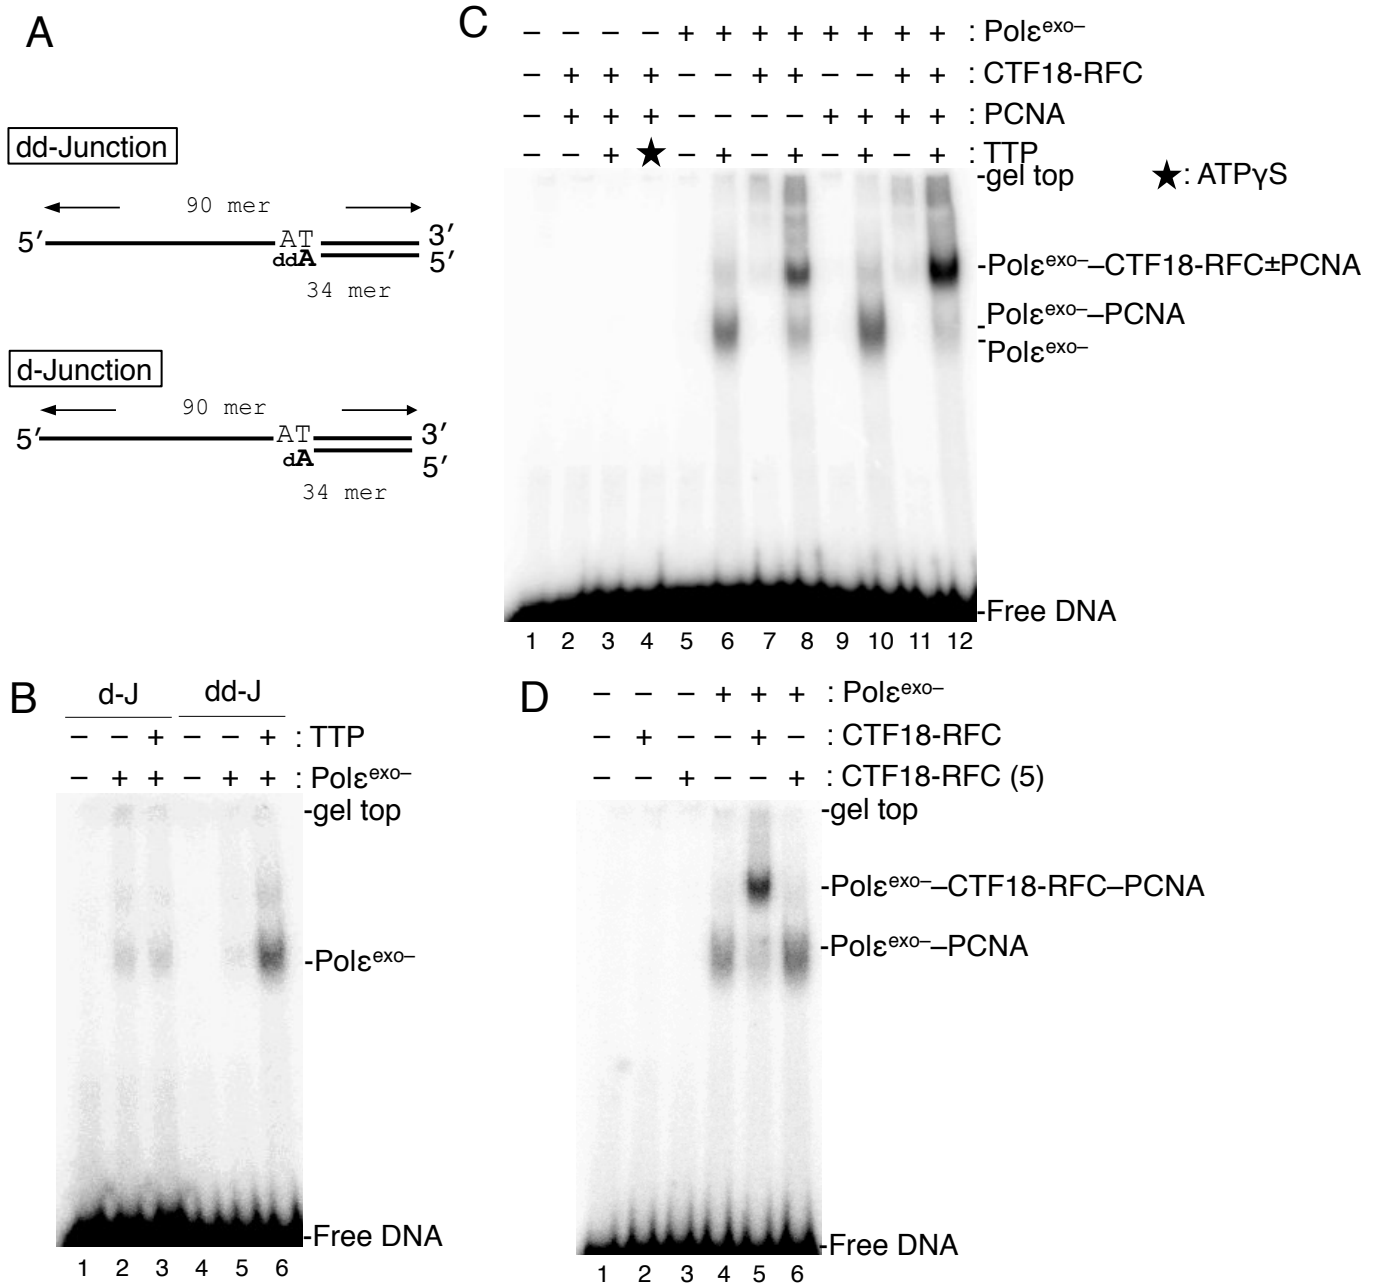 A
dd-Junction
90 mer
5′
AT
3′
ddA
5′
34 mer
d-Junction
90 mer
5′
AT
3′
dA
5′
34 mer
C
− − − − + + + + + + + + : Polεexo−
− + + + − − + + − − + + : CTF18-RFC
− + + + − − − − + + + + : PCNA
− − + ★ − + − + − + − + : TTP
-gel top
★: ATPγS
-Polεexo−–CTF18-RFC±PCNA
-Polεexo−–PCNA
-Polεexo−
-Free DNA
1 2 3 4 5 6 7 8 9 10 11 12
B
d-J dd-J
− − + − − + : TTP
− + + − + + : Polεexo−
-gel top
-Polεexo−
-Free DNA
1 2 3 4 5 6
D
− − − + + + : Polεexo−
− + − − + − : CTF18-RFC
− − + − − + : CTF18-RFC (5)
-gel top
-Polεexo−–CTF18-RFC–PCNA
-Polεexo−–PCNA
-Free DNA
1 2 3 4 5 6